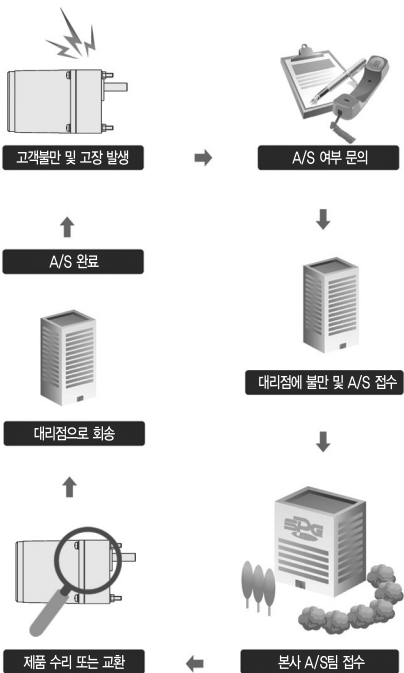 고객불만 및 고장 발생
A/S 여부 문의
대리점에 불만 및 A/S 접수
SPG
본사 A/S팀 접수
제품 수리 또는 교환
대리점으로 회송
A/S 완료